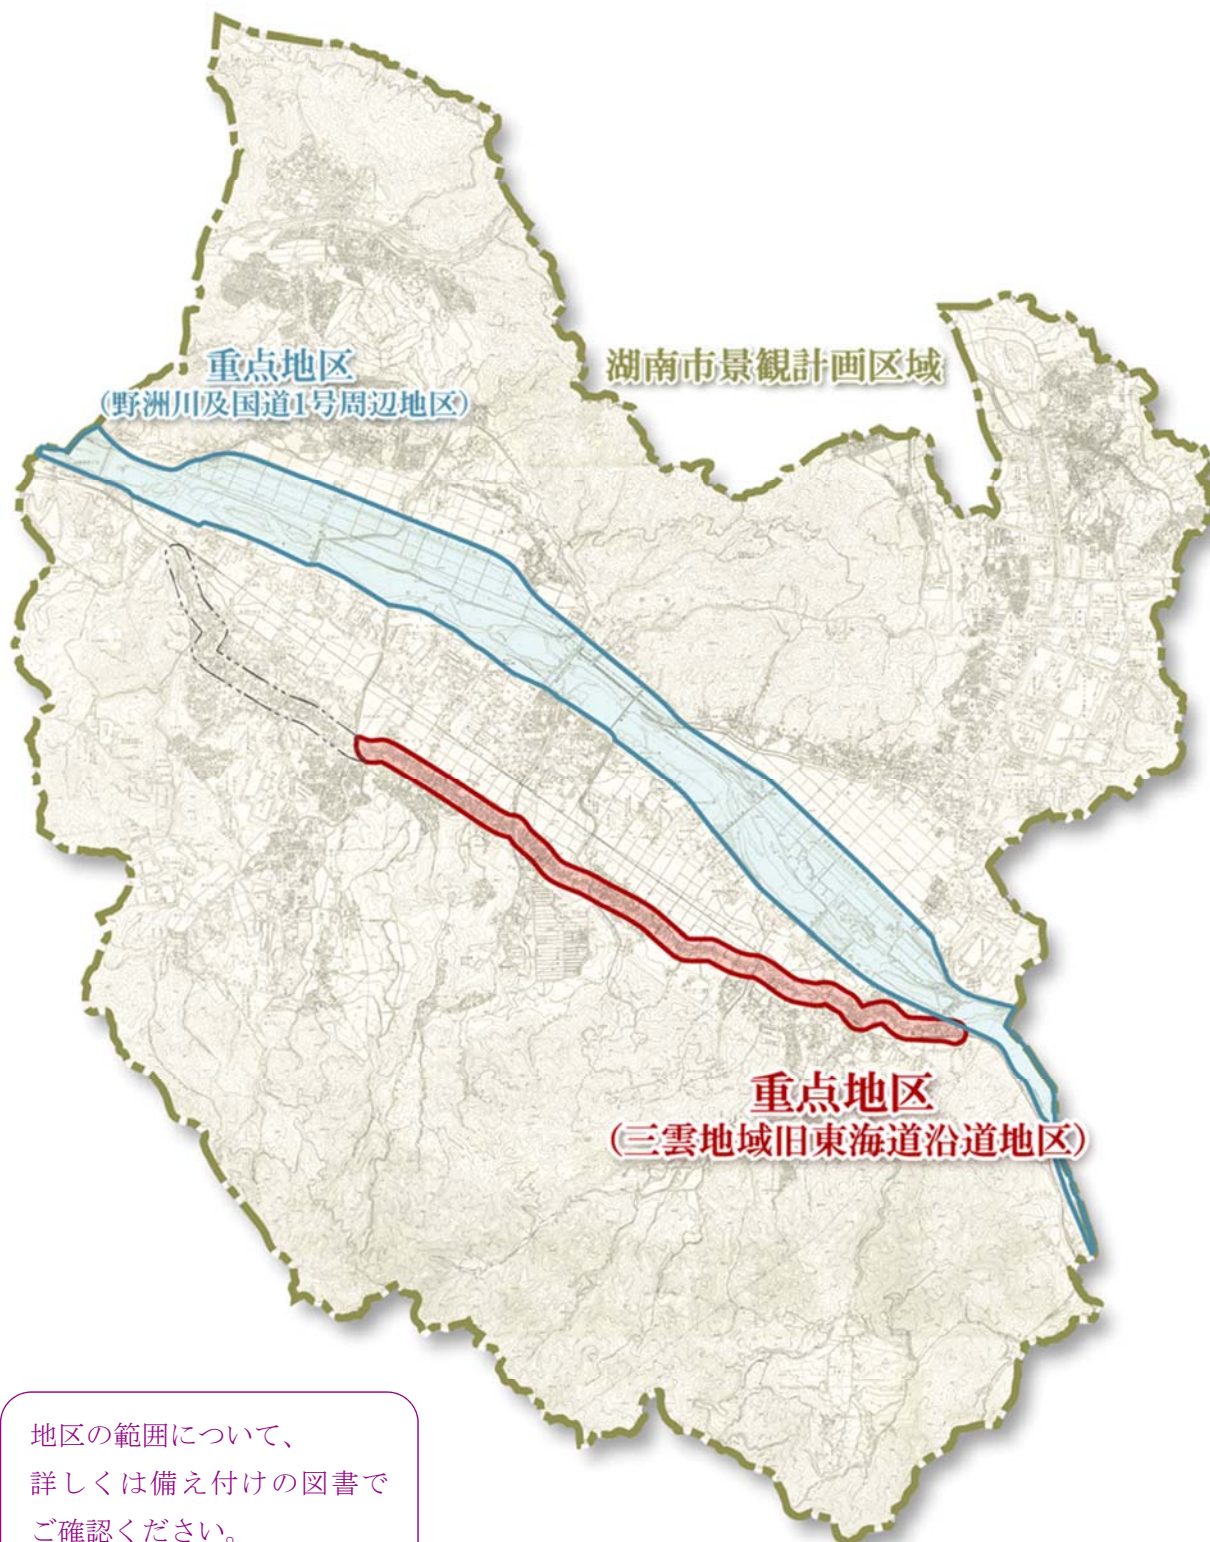 重点地区
(野洲川及国道1号周辺地区)
湖南市景観計画区域
重点地区
(三雲地域旧東海道沿道地区)
地区の範囲について、
詳しくは備え付けの図書で
ご確認ください。